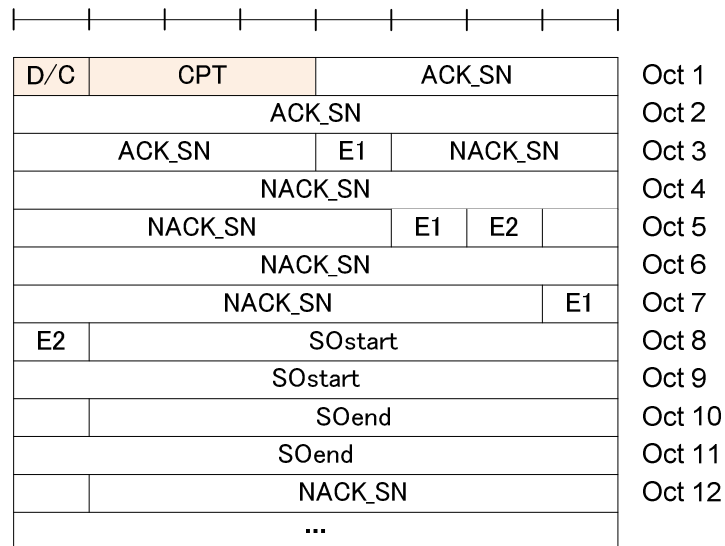 D/C CPT ACK_SN Oct 1
ACK_SN Oct 2
ACK_SN E1 NACK_SN Oct 3
NACK_SN Oct 4
NACK_SN E1 E2 Oct 5
NACK_SN Oct 6
NACK_SN E1 Oct 7
E2 SOstart Oct 8
SOstart Oct 9
SOend Oct 10
SOend Oct 11
NACK_SN Oct 12
...